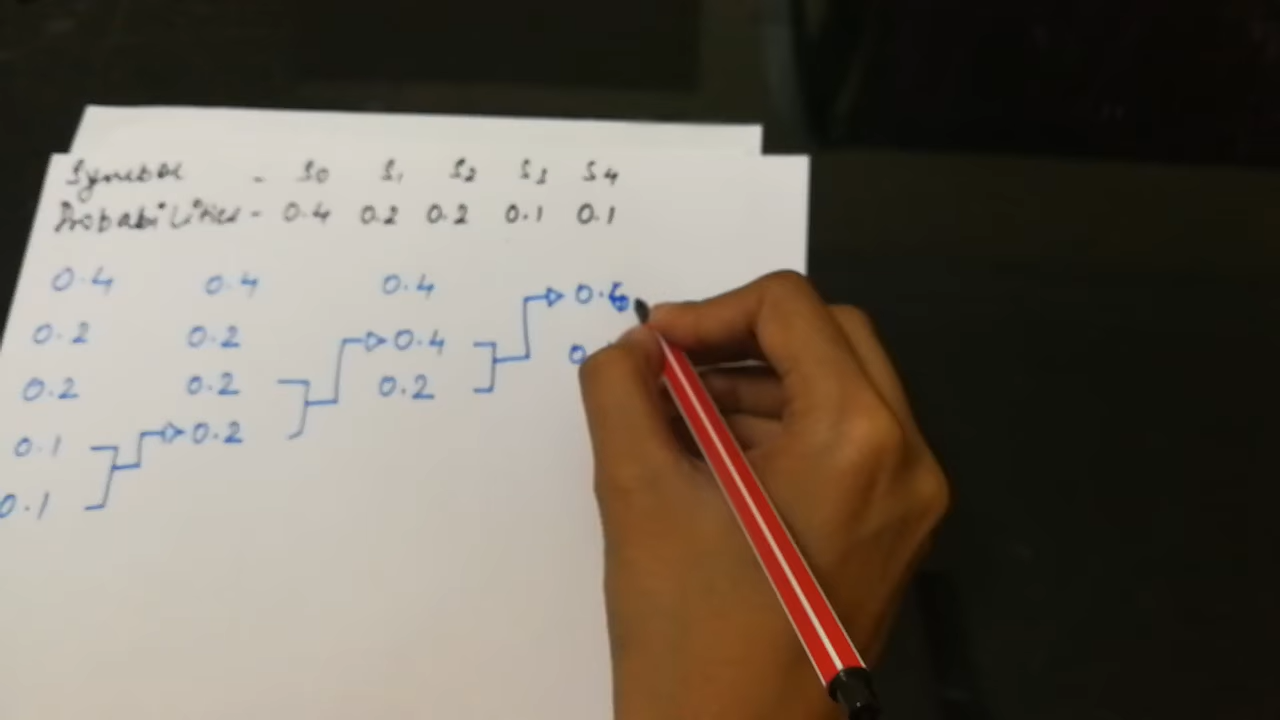 Symbol - S0 S1 S2 S3 S4
Probabilities - 0.4 0.2 0.2 0.1 0.1
0.4 0.4 0.4 0.6
0.2 0.2 0.4
0.2 0.2 0.2
0.1 0.2
0.1